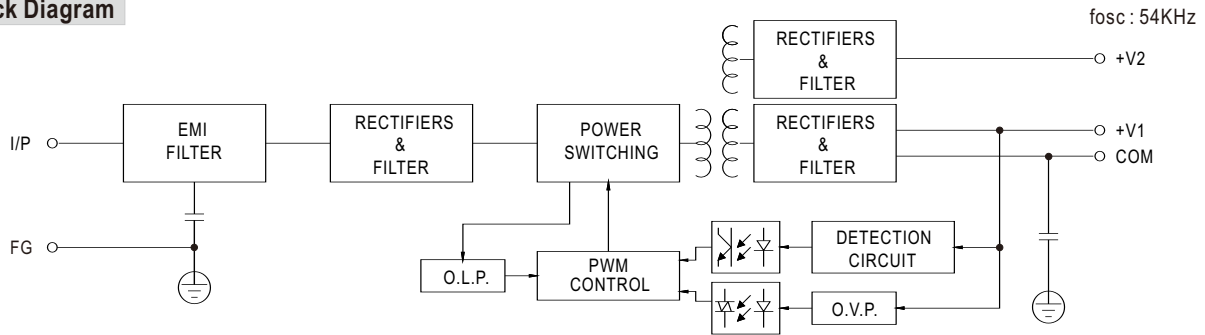 ck Diagram
fosc : 54KHz
RECTIFIERS
&
FILTER
+V2
I/P
EMI
FILTER
RECTIFIERS
&
FILTER
POWER
SWITCHING
RECTIFIERS
&
FILTER
+V1
COM
FG
O.L.P.
PWM
CONTROL
DETECTION
CIRCUIT
O.V.P.